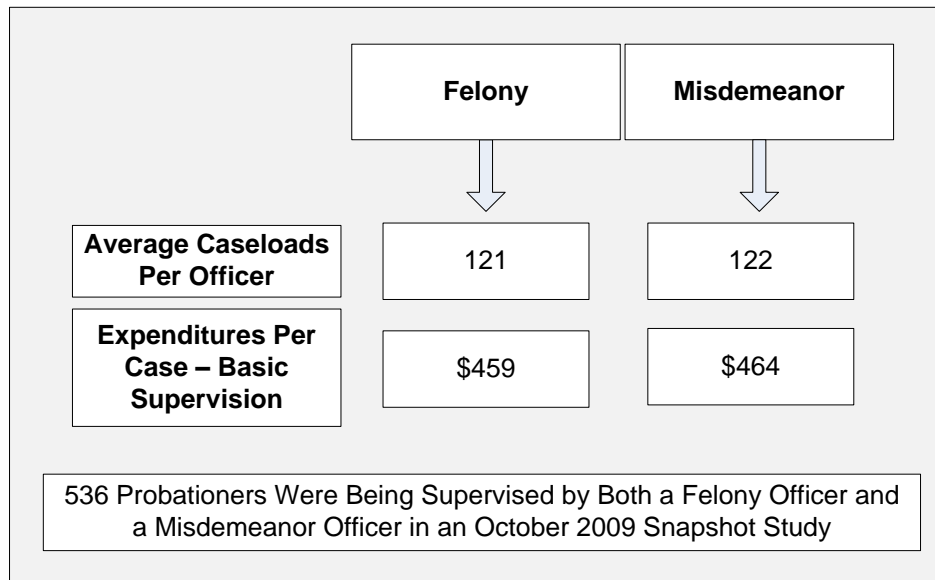 Felony
Misdemeanor
Average Caseloads
Per Officer
121
122
Expenditures Per
Case – Basic
Supervision
$459
$464
536 Probationers Were Being Supervised by Both a Felony Officer and
a Misdemeanor Officer in an October 2009 Snapshot Study